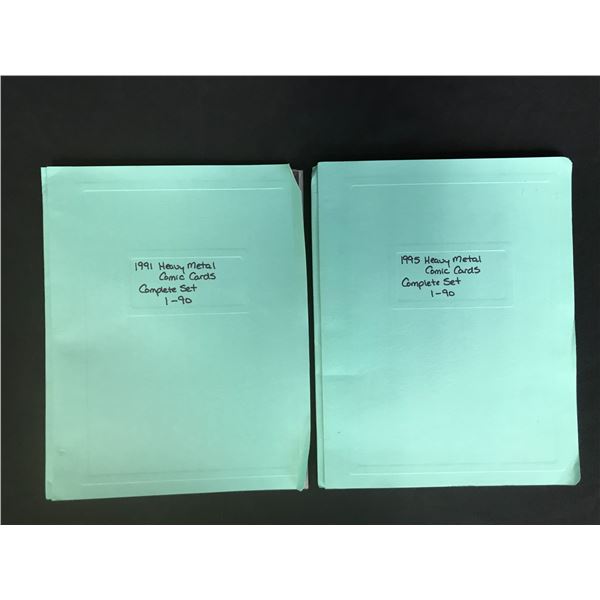 1991 Heavy Metal
Comic Cards
Complete Set
1-90
1995 Heavy Metal
Comic Cards
Complete Set
1-90